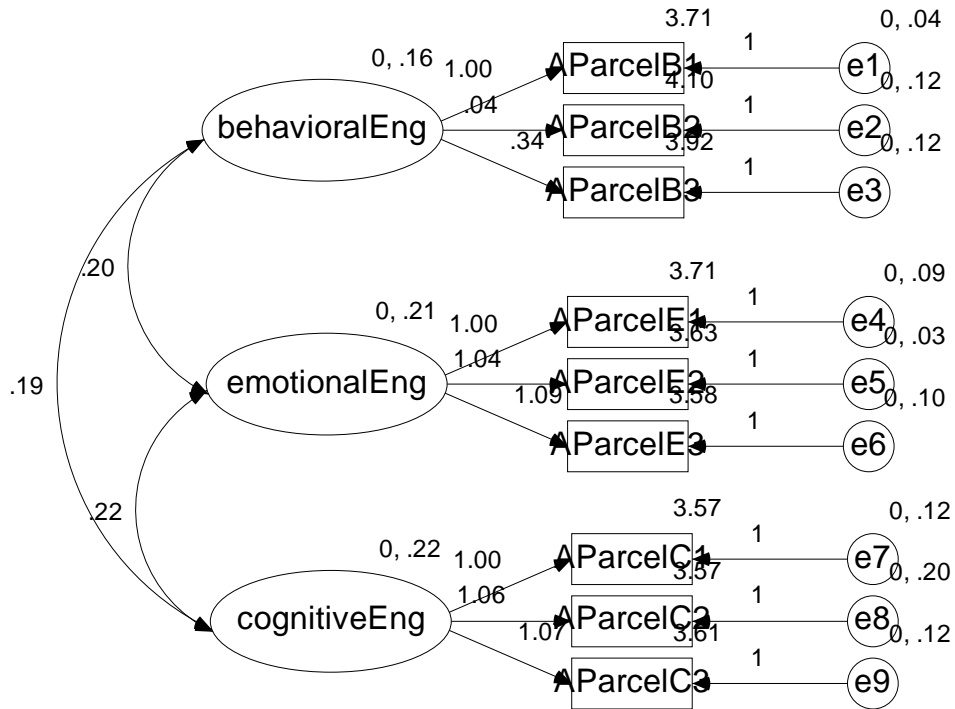 3.71
0, .04
0, .16
1.00
AParcelB1
1
e1
4.10
0, .12
.04
behavioralEng
AParcelB2
1
e2
.34
3.92
0, .12
AParcelB3
1
e3
.20
3.71
0, .09
0, .21
1.00
AParcelE1
1
e4
3.63
0, .03
1.04
.19
emotionalEng
AParcelE2
1
e5
1.09
3.58
0, .10
AParcelE3
1
e6
.22
3.57
0, .12
0, .22
1.00
AParcelC1
1
e7
3.57
0, .20
1.06
cognitiveEng
AParcelC2
1
e8
1.07
3.61
0, .12
AParcelC3
1
e9